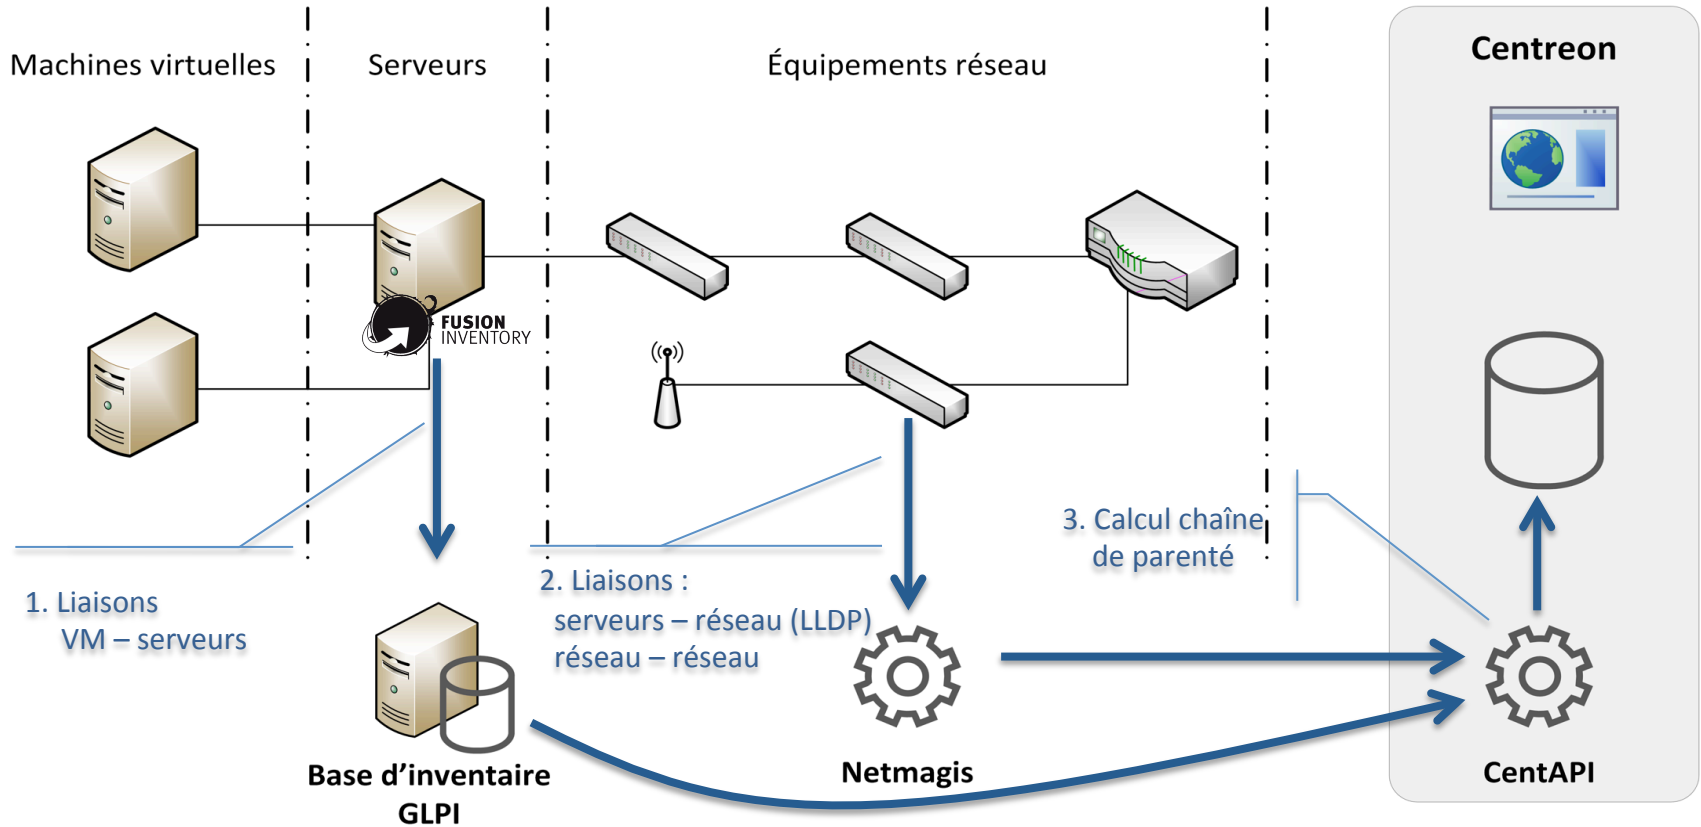 Machines virtuelles
Serveurs
Équipements réseau
Centreon
FUSION
INVENTORY
1. Liaisons
VM – serveurs
2. Liaisons :
serveurs – réseau (LLDP)
réseau – réseau
3. Calcul chaîne
de parenté
Base d’inventaire
GLPI
Netmagis
CentAPI